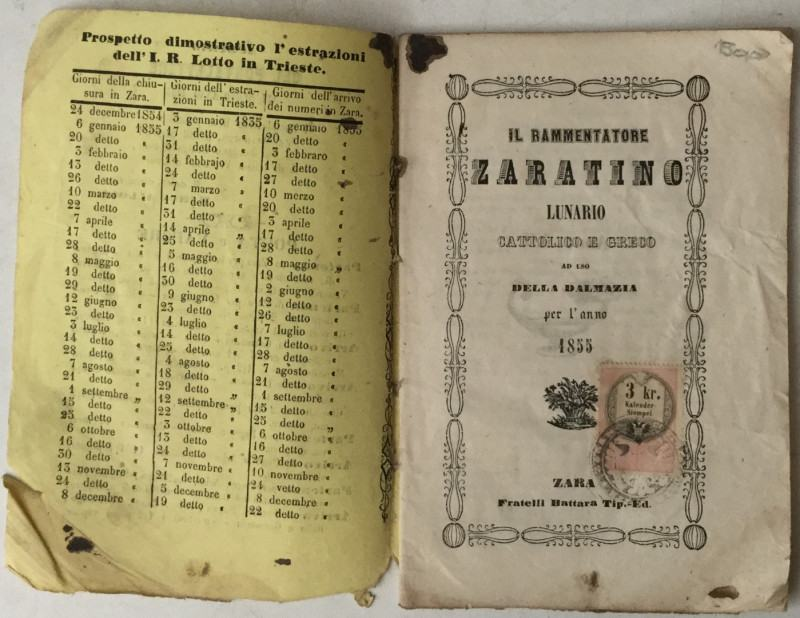 Prospetto dimostrativo l'estrazioni
dell'I. R. Lotto in Trieste.
Giorni della chiu-
sura in Zara.
Giorni dell'estra-
zioni in Trieste.
Giorni dell'arrivo
dei numeri in Zara.
24 decembre 1854 3 gennaio 1855 6 gennaio 1855
6 gennaio 1855 17 detto " 20 detto "
20 detto " 31 detto " 3 febbraro "
3 febbraio " 14 febbrajo " 17 detto "
13 detto " 24 detto " 27 detto "
26 detto " 7 marzo " 10 merzo "
10 marzo " 17 detto " 20 detto "
22 detto " 31 detto " 3 aprile "
7 aprile " 14 aprile " 17 detto "
17 detto " 25 detto " 28 detto "
28 detto " 5 maggio " 8 maggio "
8 maggio " 16 detto " 19 detto "
19 detto " 30 detto " 2 giugno "
29 detto " 9 giugno " 12 detto "
12 giugno " 23 detto " 26 detto "
23 detto " 4 luglio " 7 luglio "
3 luglio " 14 detto " 17 detto "
14 detto " 25 detto " 28 detto "
28 detto " 4 agosto " 7 agosto "
7 agosto " 18 detto " 21 detto "
21 detto " 29 detto " 1 settembre "
1 settembre " 12 settembre " 15 detto "
15 detto " 22 detto " 25 detto "
25 detto " 3 ottobre " 6 ottobre "
6 ottobre " 13 detto " 16 detto "
16 detto " 24 detto " 27 detto "
30 detto " 7 novembre " 10 novembre "
13 novembre " 21 detto " 24 vetto "
24 detto " 5 decembre " 8 decembre "
8 decembre " 19 detto " 22 detto "
IL RAMMENTATORE
ZARATINO
LUNARIO
CATTOLICO E GRECO
AD USO
DELLA DALMAZIA
per l'anno
1855
3 kr.
Kalender
Stempel
ZARA
Fratelli Battara Tip.-Ed.